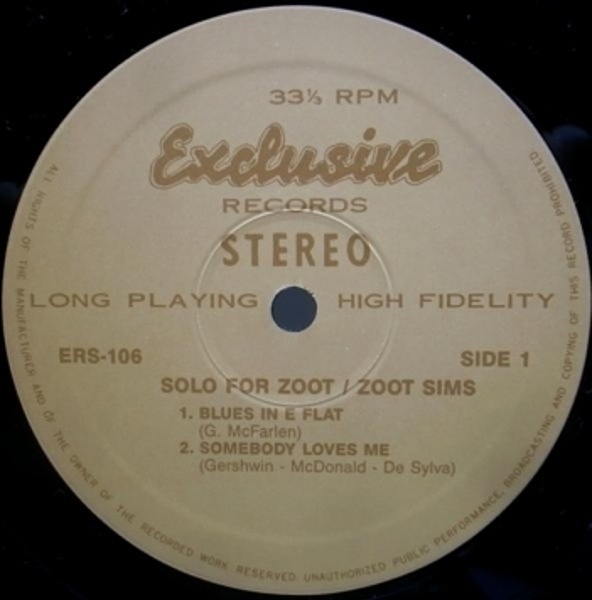 33⅓ RPM
Exclusive
RECORDS
STEREO
LONG PLAYING HIGH FIDELITY
ERS-106 SIDE 1
SOLO FOR ZOOT / ZOOT SIMS
1. BLUES IN E FLAT
(G. McFarlen)
2. SOMEBODY LOVES ME
(Gershwin - McDonald - De Sylva)
ALL RIGHTS OF THE MANUFACTURER AND OF THE OWNER OF THE RECORDED WORK RESERVED. UNAUTHORIZED PUBLIC PERFORMANCE, BROADCASTING AND COPYING OF THIS RECORD PROHIBITED